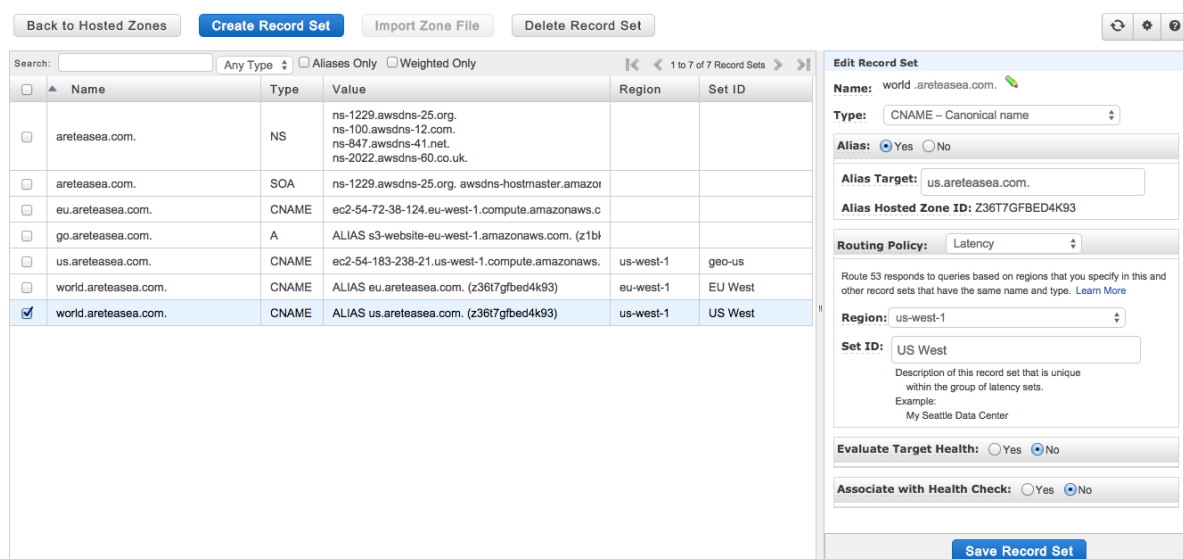 Back to Hosted Zones Create Record Set Import Zone File Delete Record Set
Search: Any Type Aliases Only Weighted Only 1 to 7 of 7 Record Sets
Name Type Value Region Set ID
areteasea.com. NS ns-1229.awsdns-25.org.
ns-100.awsdns-12.com.
ns-847.awsdns-41.net.
ns-2022.awsdns-60.co.uk.
areteasea.com. SOA ns-1229.awsdns-25.org. awsdns-hostmaster.amazon
eu.areteasea.com. CNAME ec2-54-72-38-124.eu-west-1.compute.amazonaws.c
go.areteasea.com. A ALIAS s3-website-eu-west-1.amazonaws.com. (z1bk
us.areteasea.com. CNAME ec2-54-183-238-21.us-west-1.compute.amazonaws. us-west-1 geo-us
world.areteasea.com. CNAME ALIAS eu.areteasea.com. (z36t7gfbed4k93) eu-west-1 EU West
world.areteasea.com. CNAME ALIAS us.areteasea.com. (z36t7gfbed4k93) us-west-1 US West
Edit Record Set
Name: world .areteasea.com.
Type: CNAME – Canonical name
Alias: Yes No
Alias Target: us.areteasea.com.
Alias Hosted Zone ID: Z36T7GFBED4K93
Routing Policy: Latency
Route 53 responds to queries based on regions that you specify in this and
other record sets that have the same name and type. Learn More
Region: us-west-1
Set ID: US West
Description of this record set that is unique
within the group of latency sets.
Example:
My Seattle Data Center
Evaluate Target Health: Yes No
Associate with Health Check: Yes No
Save Record Set